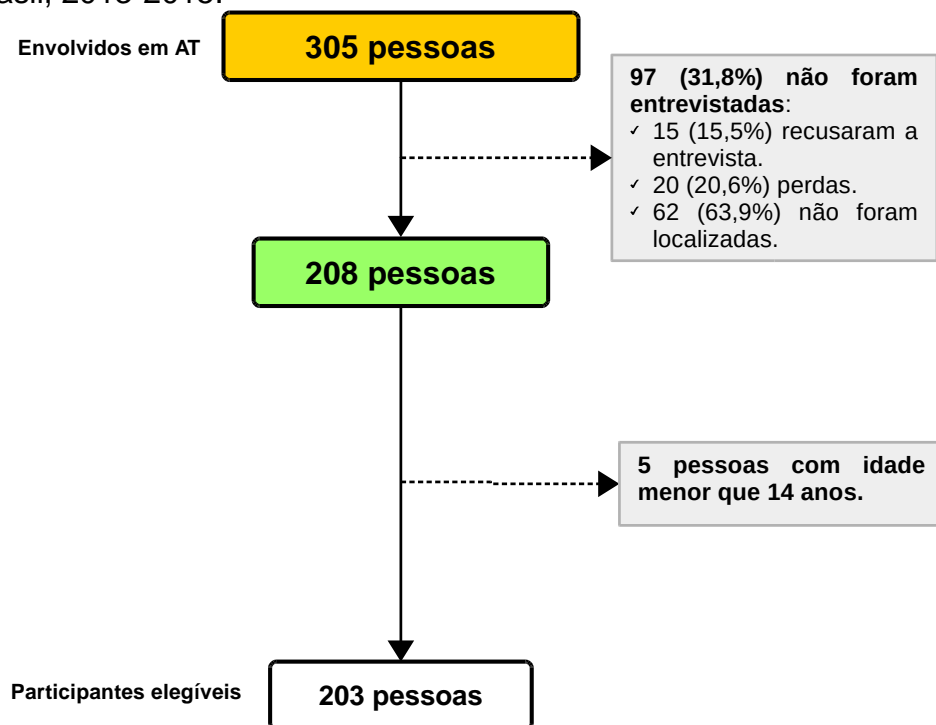 Envolvidos em AT
305 pessoas
97 (31,8%) não foram
entrevistadas:
✓ 15 (15,5%) recusaram a
entrevista.
✓ 20 (20,6%) perdas.
✓ 62 (63,9%) não foram
localizadas.
208 pessoas
5 pessoas com idade
menor que 14 anos.
Participantes elegíveis
203 pessoas